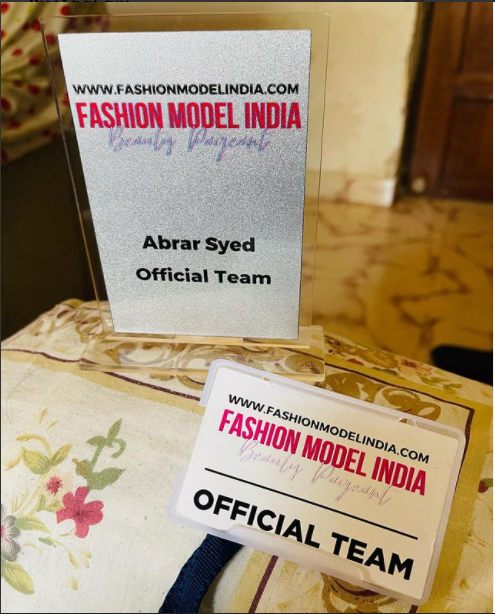 WWW.FASHIONMODELINDIA.COM
FASHION MODEL INDIA
Beauty Pageant
Abrar Syed
Official Team
WWW.FASHIONMODELINDIA.COM
FASHION MODEL INDIA
Beauty Pageant
OFFICIAL TEAM